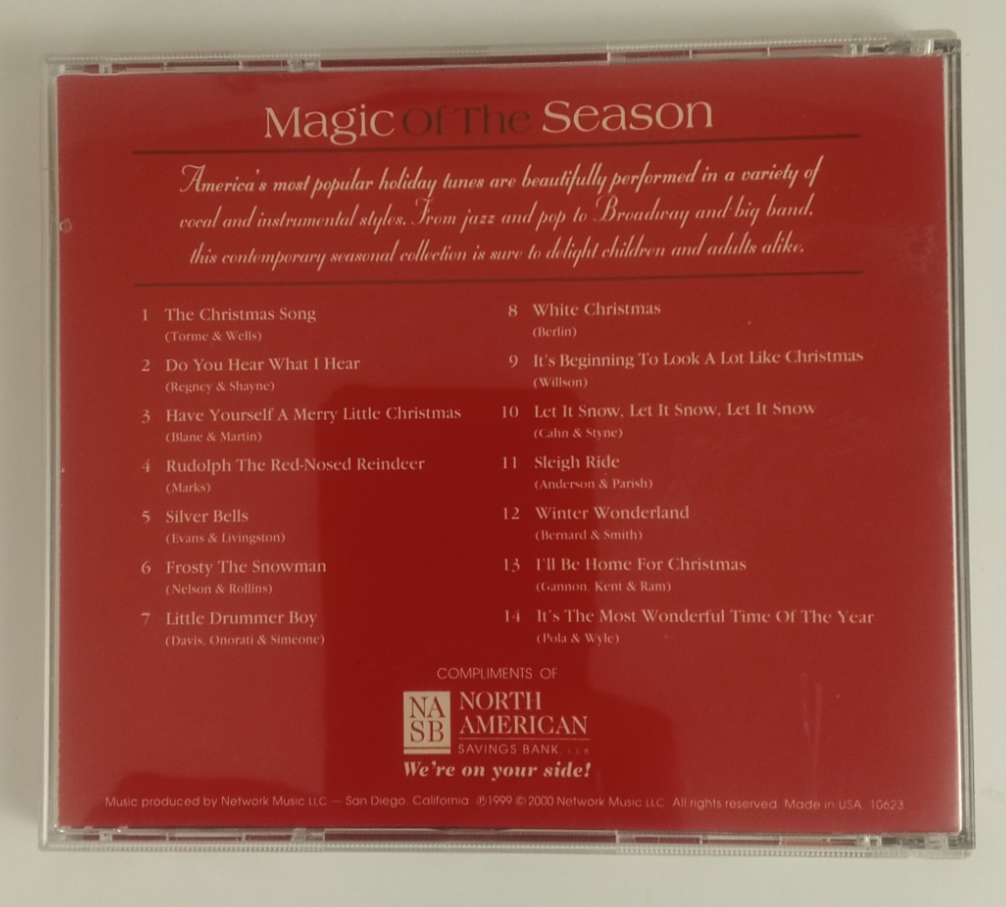 Magic Of The Season
America's most popular holiday tunes are beautifully performed in a variety of
vocal and instrumental styles. From jazz and pop to Broadway and big band,
this contemporary seasonal collection is sure to delight children and adults alike.
1 The Christmas Song
(Torme & Wells)
2 Do You Hear What I Hear
(Regney & Shayne)
3 Have Yourself A Merry Little Christmas
(Blane & Martin)
4 Rudolph The Red-Nosed Reindeer
(Marks)
5 Silver Bells
(Evans & Livingston)
6 Frosty The Snowman
(Nelson & Rollins)
7 Little Drummer Boy
(Davis, Onorati & Simeone)
8 White Christmas
(Berlin)
9 It's Beginning To Look A Lot Like Christmas
(Willson)
10 Let It Snow, Let It Snow, Let It Snow
(Cahn & Styne)
11 Sleigh Ride
(Anderson & Parish)
12 Winter Wonderland
(Bernard & Smith)
13 I'll Be Home For Christmas
(Gannon, Kent & Ram)
14 It's The Most Wonderful Time Of The Year
(Pola & Wyle)
COMPLIMENTS OF
NA
SB
NORTH
AMERICAN
SAVINGS BANK, F.S.B.
We're on your side!
Music produced by Network Music LLC – San Diego, California ℗1999 © 2000 Network Music LLC All rights reserved Made in USA 10623